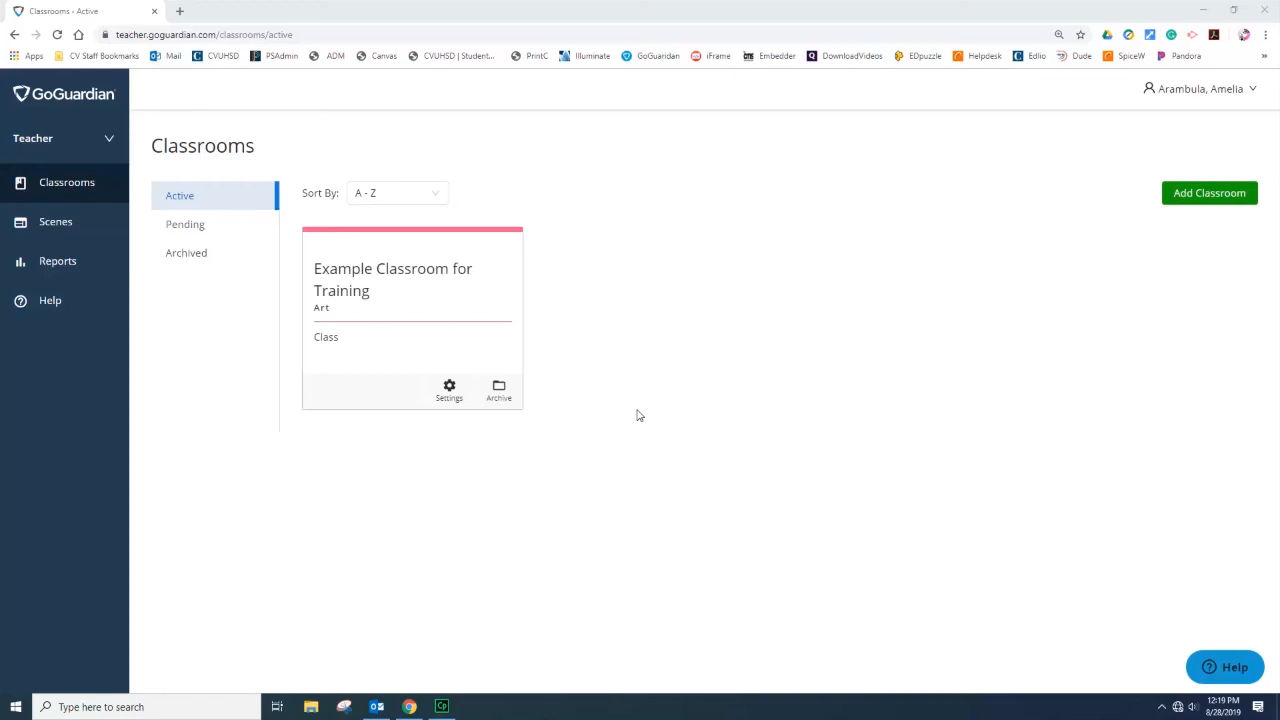 Classrooms - Active
teacher.goguardian.com/classrooms/active
Apps CV Staff Bookmarks Mail CVUHSD PSAdmin ADM Canvas CVUHSD | Student... PrintC Illuminate GoGuardian iFrame Embedder DownloadVideos EDpuzzle Helpdesk Edlio Dude SpiceW Pandora »
GoGuardian
Arambula, Amelia
Teacher
Classrooms
Scenes
Reports
Help
Classrooms
Active
Pending
Archived
Sort By: A - Z
Add Classroom
Example Classroom for
Training
Art
Class
Settings Archive
Help
Type here to search
Cp
12:19 PM
8/28/2019